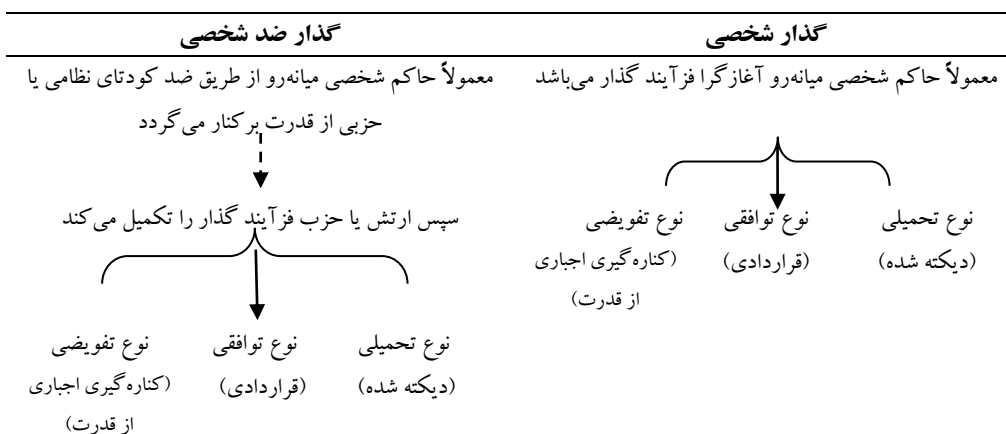 گذار شخصی
گذار ضد شخصی
معمولاً حاکم شخصی میانه‌رو آغازگرا فرآیند گذار می‌باشد
نوع تحمیلی
(دیکته شده)
نوع توافقی
(قراردادی)
نوع تفویضی
(کناره‌گیری اجباری
از قدرت)
معمولاً حاکم شخصی میانه‌رو از طریق ضد کودتای نظامی یا
حزبی از قدرت برکنار می‌گردد
سپس ارتش یا حزب فرآیند گذار را تکمیل می‌کند
نوع تحمیلی
(دیکته شده)
نوع توافقی
(قراردادی)
نوع تفویضی
(کناره‌گیری اجباری
از قدرت)